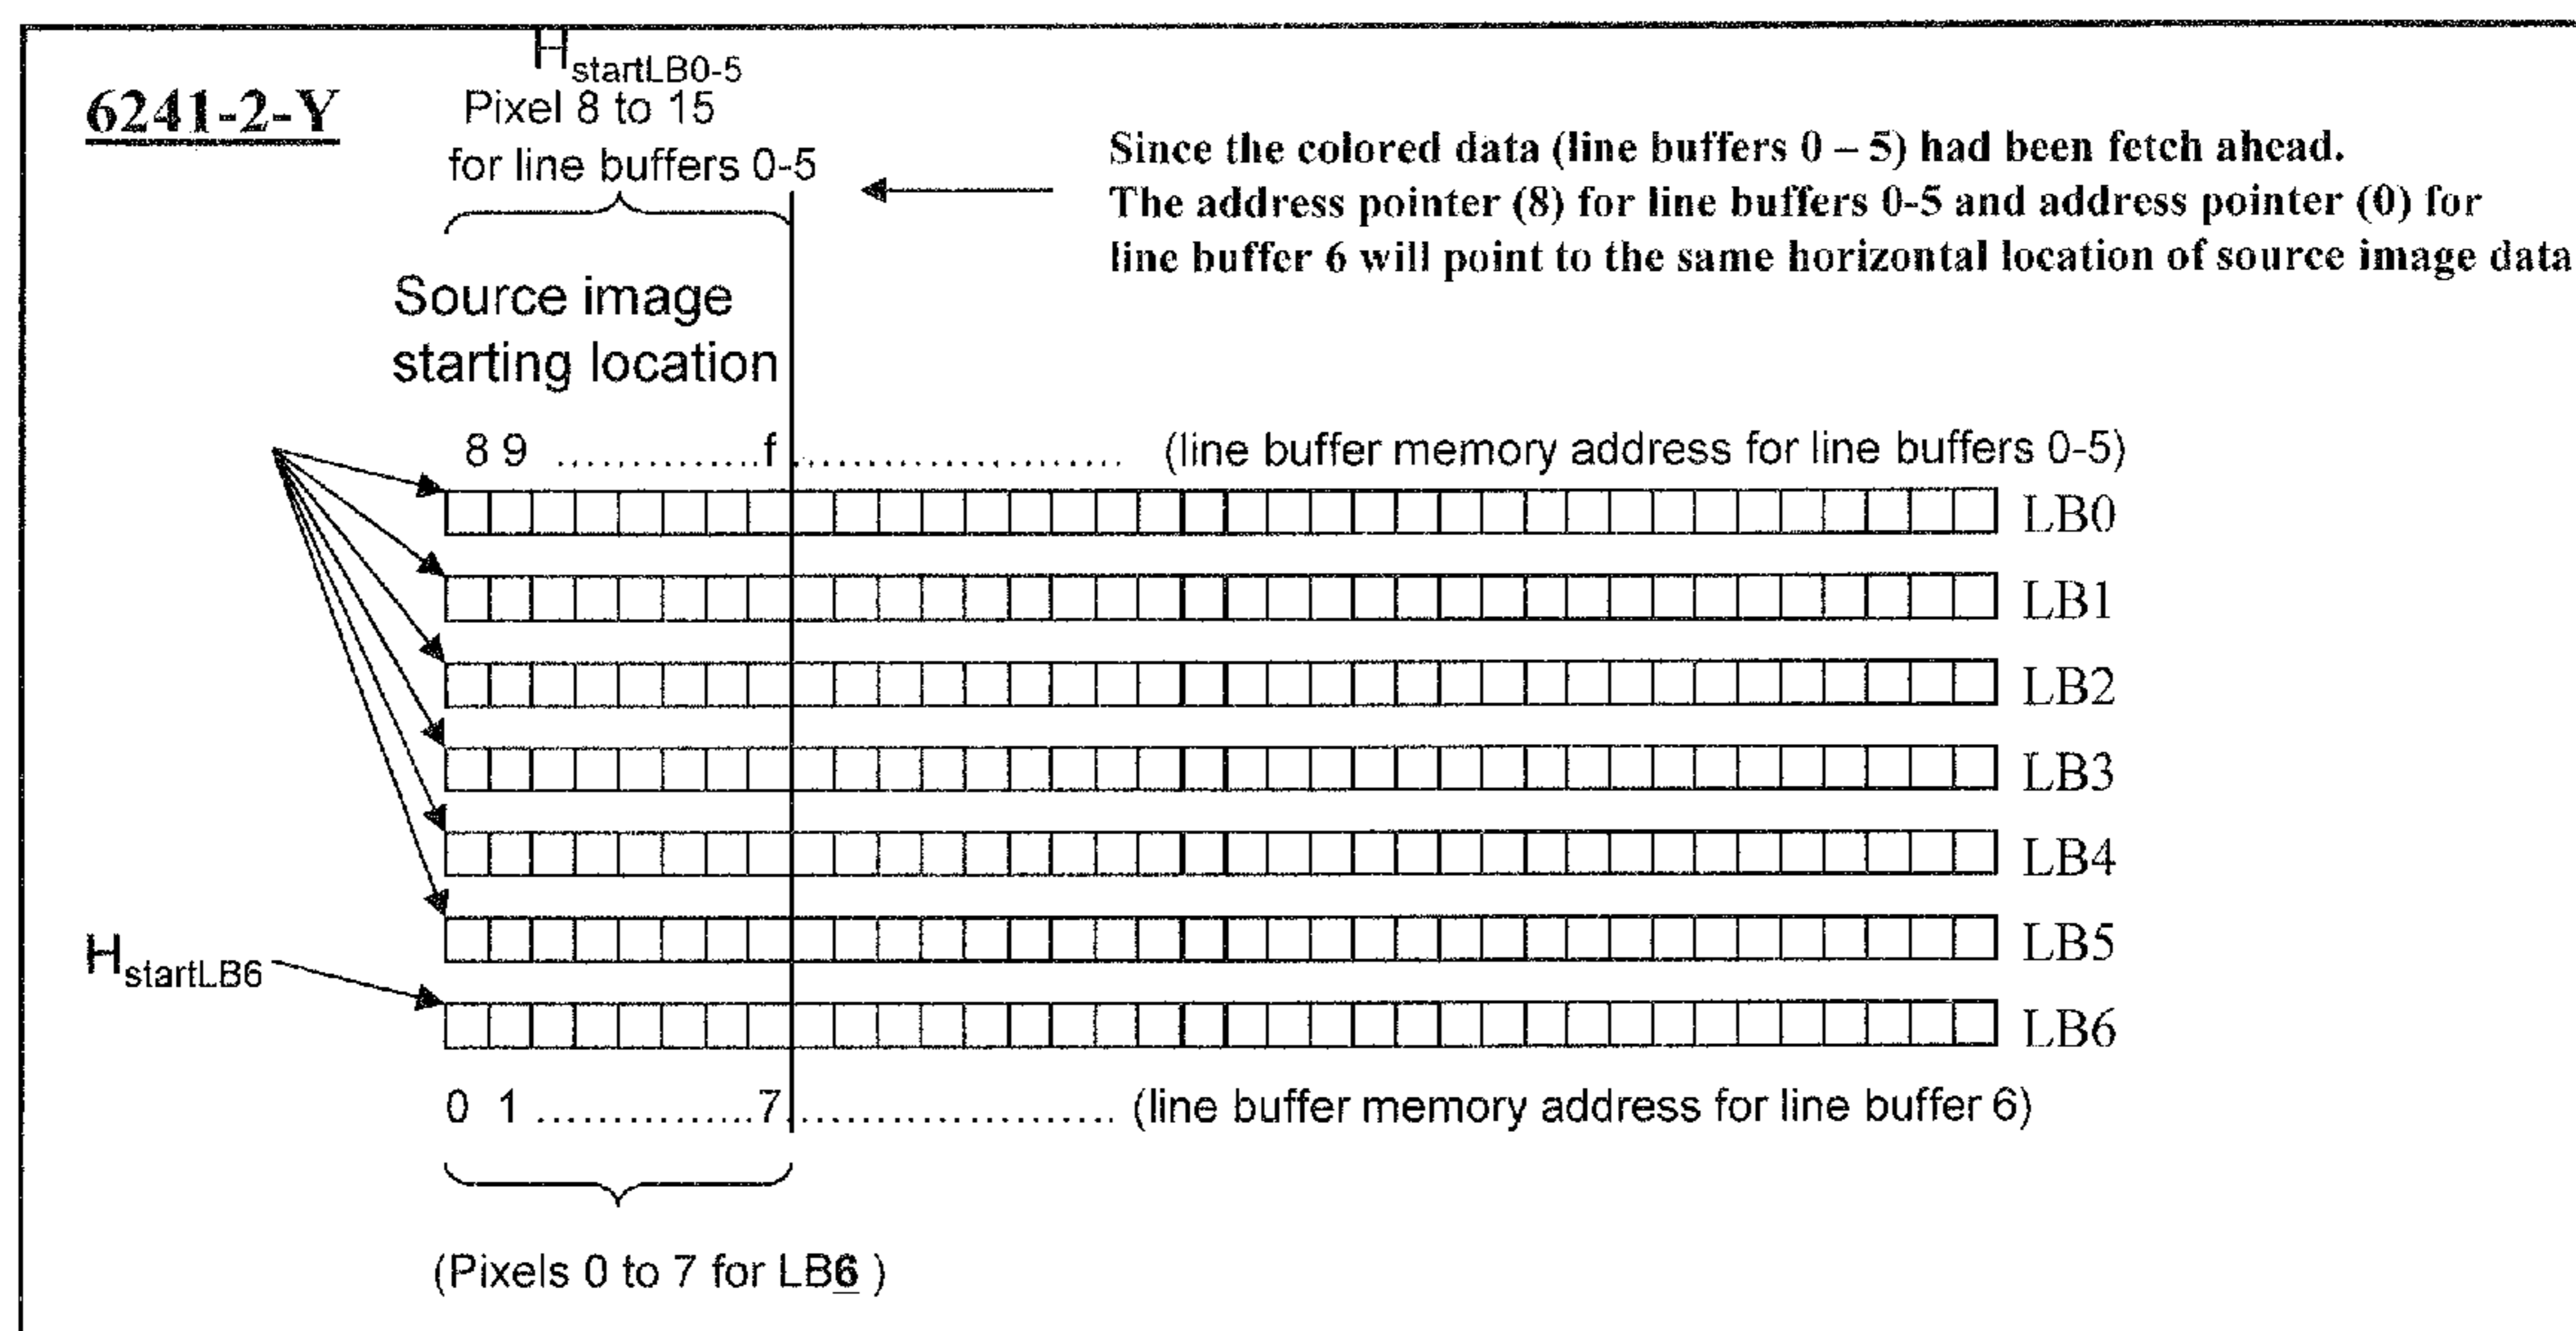 H startLB0-5
6241-2-Y
Pixel 8 to 15
for line buffers 0-5
Since the colored data (line buffers 0 – 5) had been fetch ahead.
The address pointer (8) for line buffers 0-5 and address pointer (0) for
line buffer 6 will point to the same horizontal location of source image data
Source image
starting location
8 9 ..............f...................... (line buffer memory address for line buffers 0-5)
LB0
LB1
LB2
LB3
LB4
LB5
H startLB6
LB6
0 1 ...............7...................... (line buffer memory address for line buffer 6)
(Pixels 0 to 7 for LB6 )